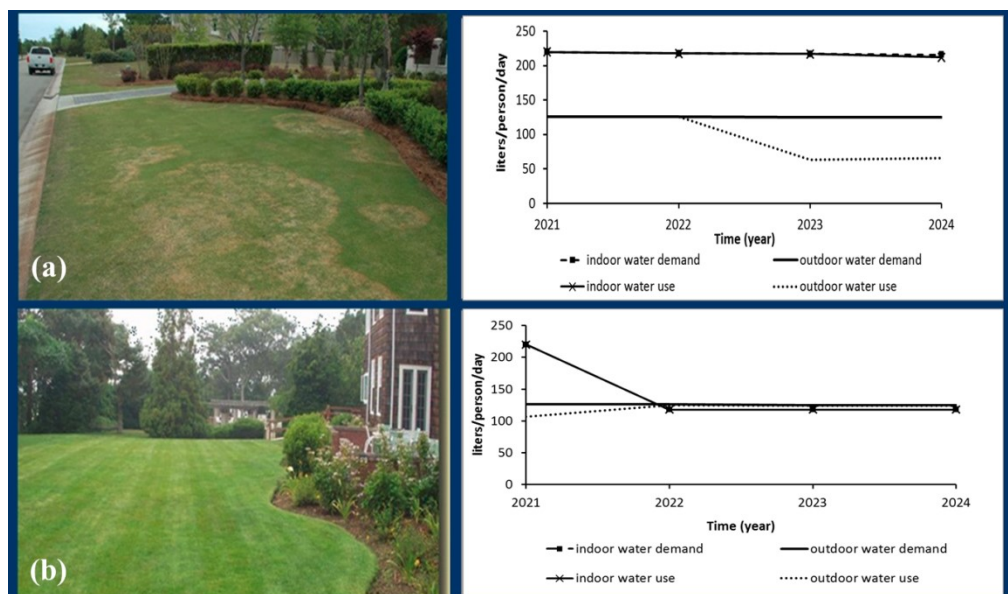 250
200
150
100
50
0
liters/person/day
2021 2022 2023 2024
Time (year)
indoor water demand outdoor water demand
indoor water use outdoor water use
(a)
250
200
150
100
50
0
liters/person/day
2021 2022 2023 2024
Time (year)
indoor water demand outdoor water demand
indoor water use outdoor water use
(b)